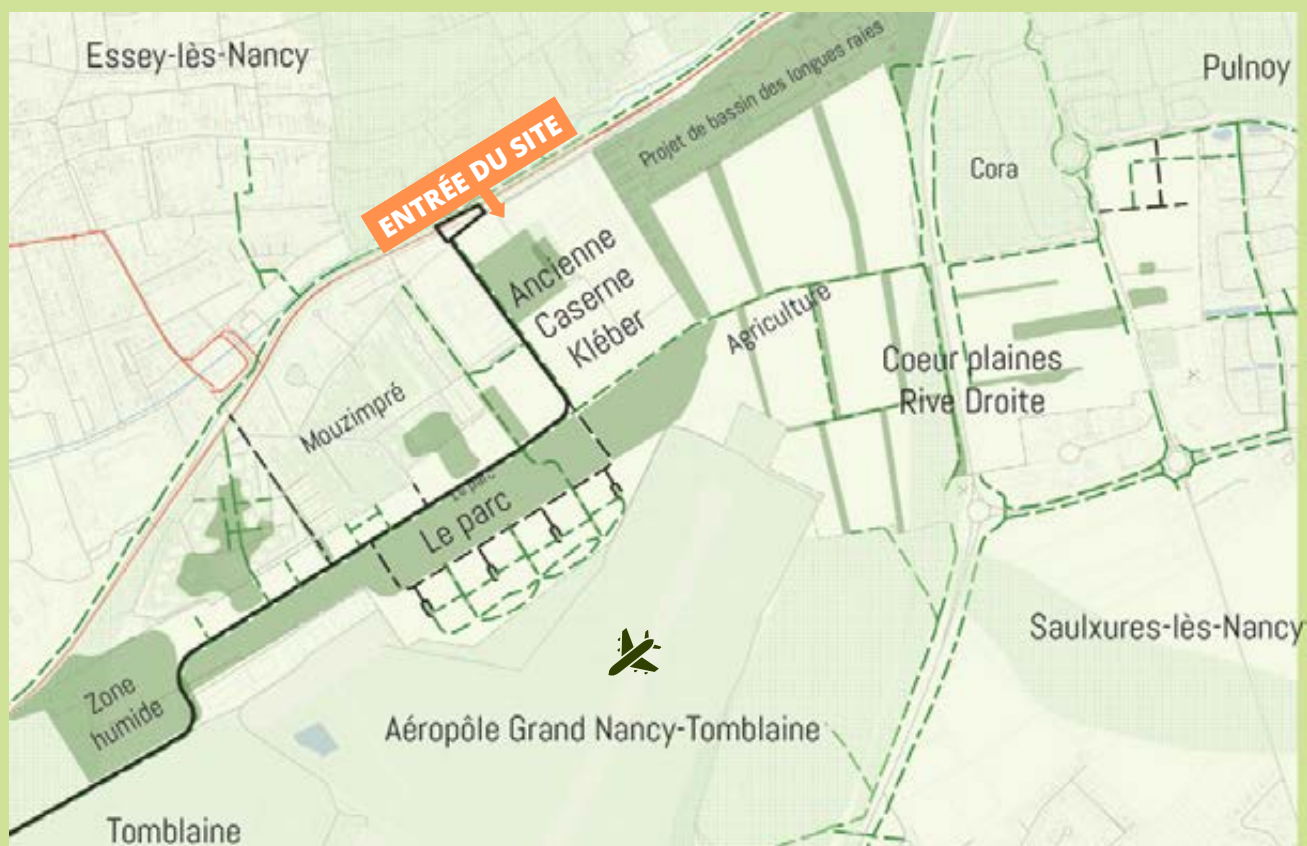 Essey-lès-Nancy
Pulnoy
Projet de bassin des longues raies
ENTRÉE DU SITE
Cora
Ancienne
Caserne
Kléber
Agriculture
Coeur plaines
Rive Droite
Mouzimpré
Le parc
Le parc
Saulxures-lès-Nancy
Zone
humide
Aéropôle Grand Nancy-Tomblaine
Tomblaine